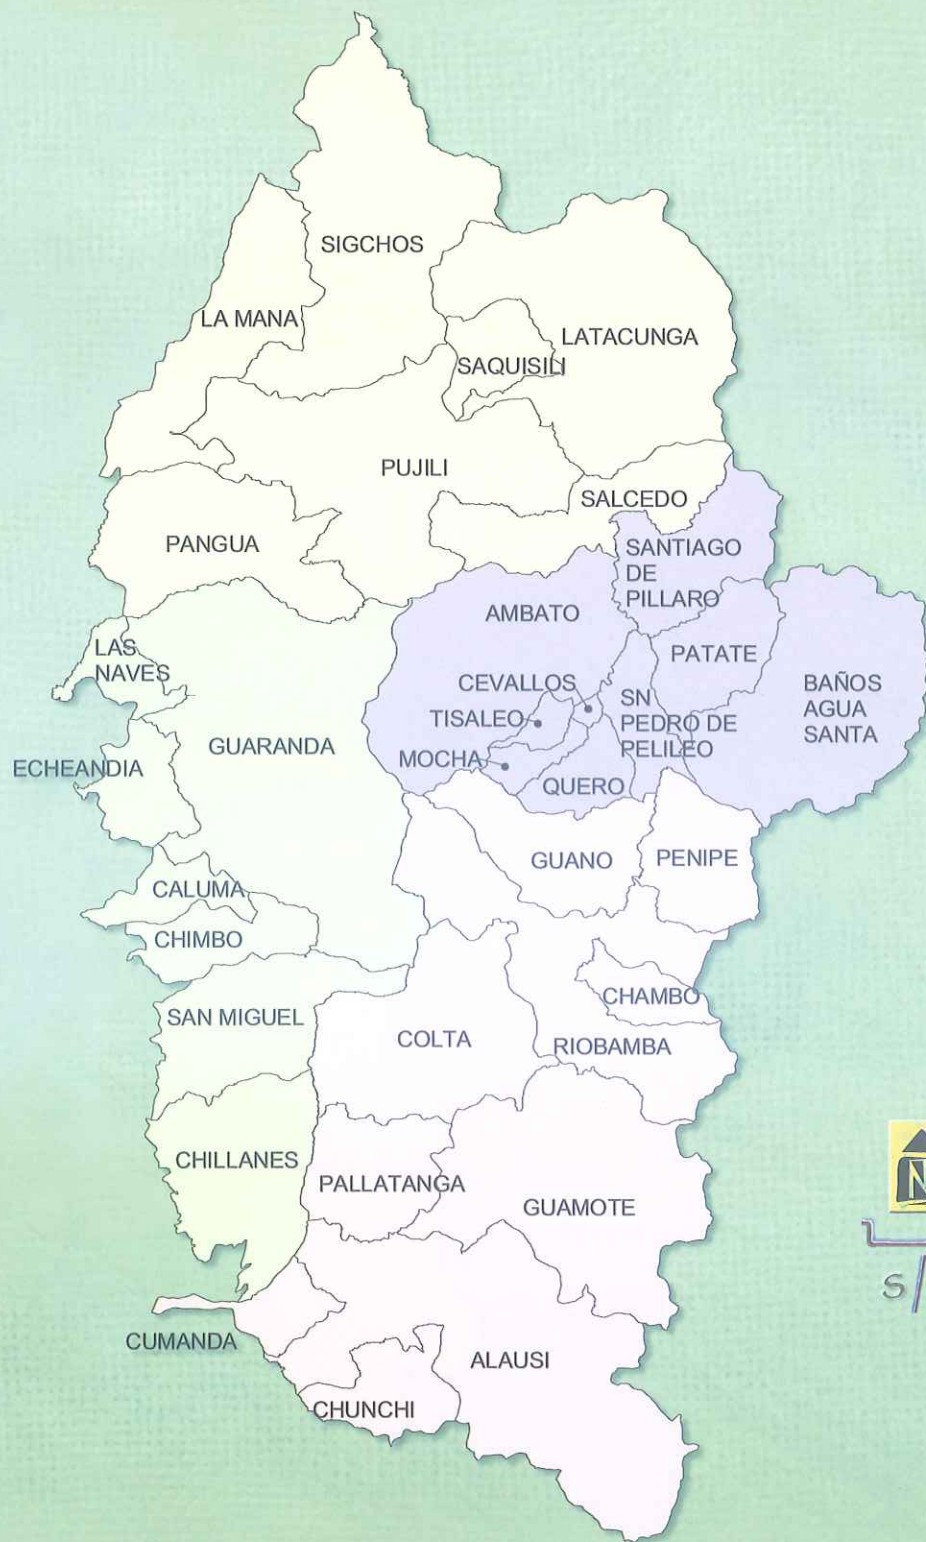 SIGCHOS
LA MANA
LATACUNGA
SAQUISILI
PUJILI
SALCEDO
PANGUA
SANTIAGO
DE
PILLARO
AMBATO
LAS
NAVES
PATATE
CEVALLOS
TISALEO
MOCHA
SN
PEDRO DE
PELILEO
BAÑOS
AGUA
SANTA
GUARANDA
ECHEANDIA
QUERO
GUANO
PENIPE
CALUMA
CHIMBO
CHAMBO
SAN MIGUEL
COLTA
RIOBAMBA
CHILLANES
PALLATANGA
GUAMOTE
N
S/
CUMANDA
ALAUSI
CHUNCHI